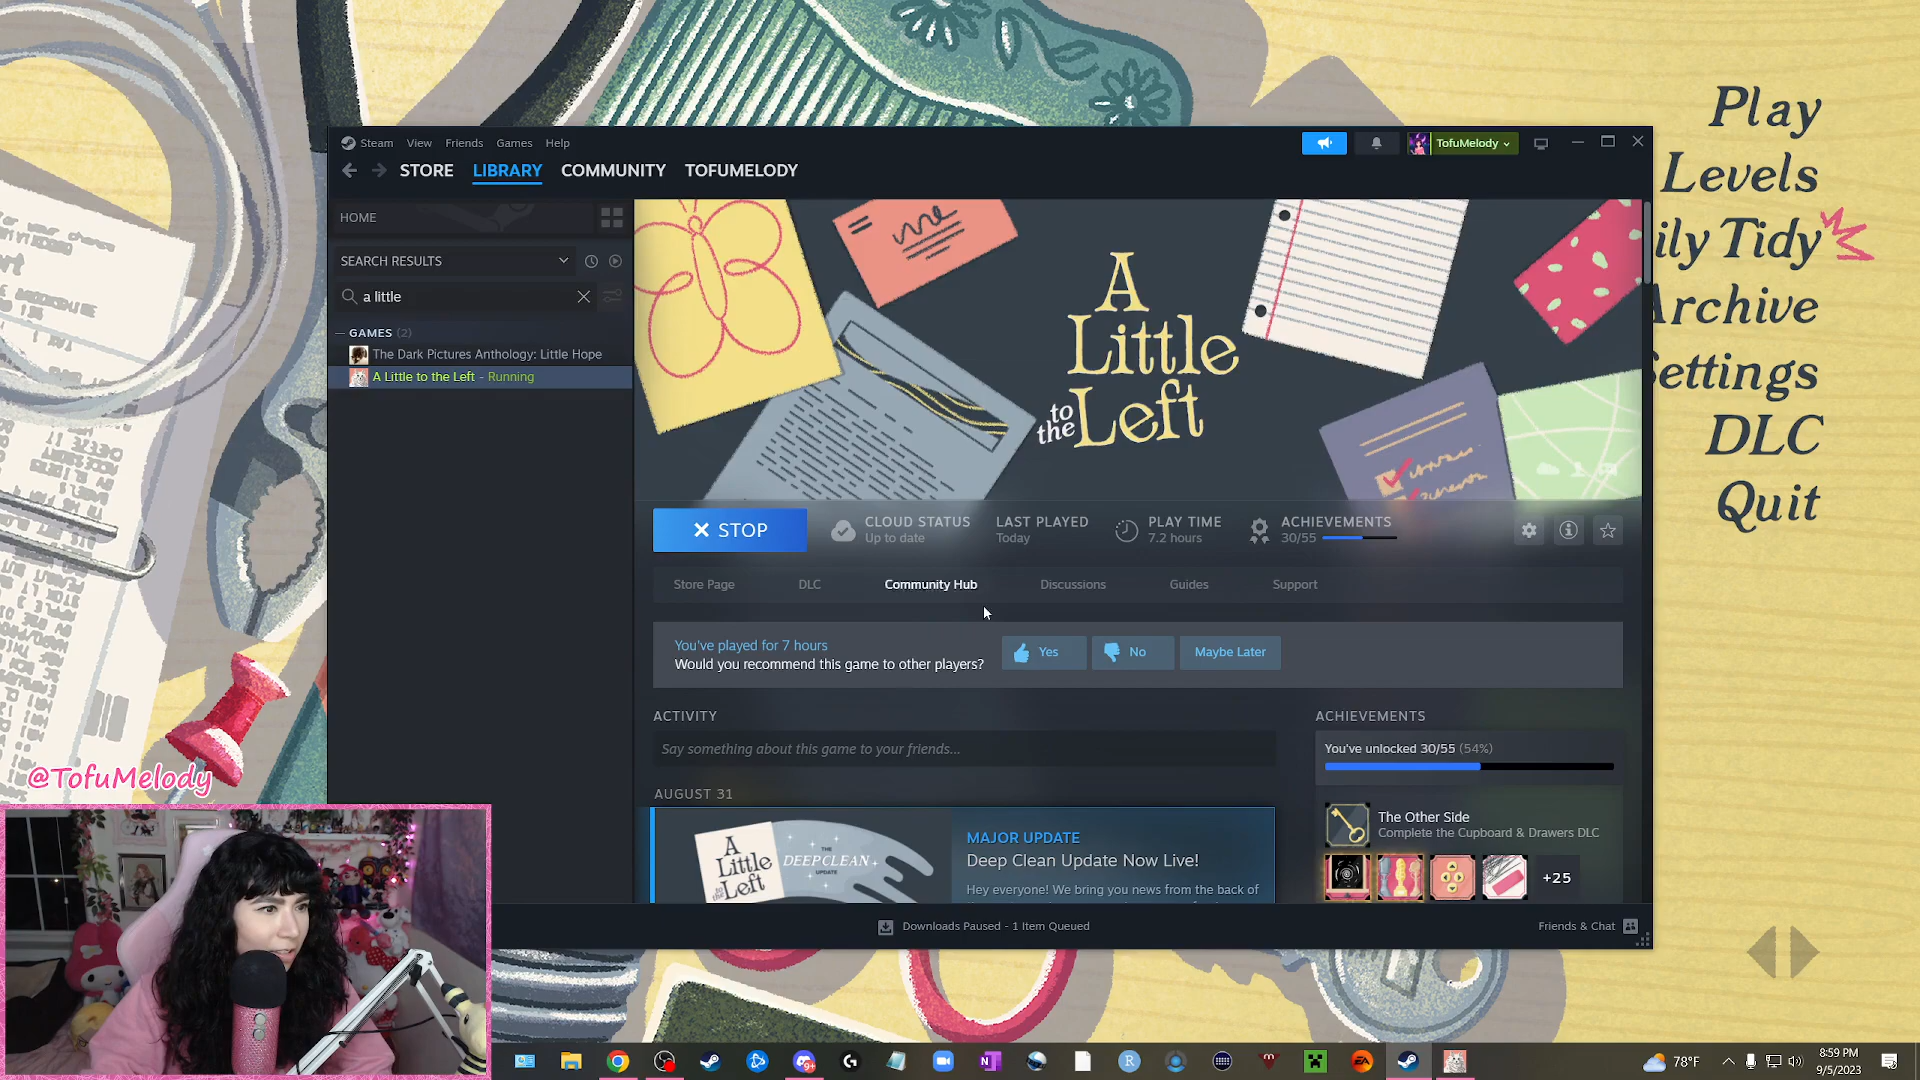 Play
Levels
ily Tidy
Archive
Settings
DLC
Quit
Steam View Friends Games Help
TofuMelody
STORE LIBRARY COMMUNITY TOFUMELODY
HOME
SEARCH RESULTS
a little
GAMES (2)
The Dark Pictures Anthology: Little Hope
A Little to the Left - Running
A
Little
to
the Left
STOP
CLOUD STATUS
Up to date
LAST PLAYED
Today
PLAY TIME
7.2 hours
ACHIEVEMENTS
30/55
Store Page DLC Community Hub Discussions Guides Support
You've played for 7 hours
Would you recommend this game to other players?
Yes No Maybe Later
ACTIVITY
Say something about this game to your friends...
AUGUST 31
A
Little
to
the Left
THE
DEEP CLEAN
UPDATE
MAJOR UPDATE
Deep Clean Update Now Live!
Hey everyone! We bring you news from the back of
ACHIEVEMENTS
You've unlocked 30/55 (54%)
The Other Side
Complete the Cupboard & Drawers DLC
+25
Downloads Paused - 1 Item Queued
Friends & Chat
@TofuMelody
9+
78°F
8:59 PM
9/5/2023